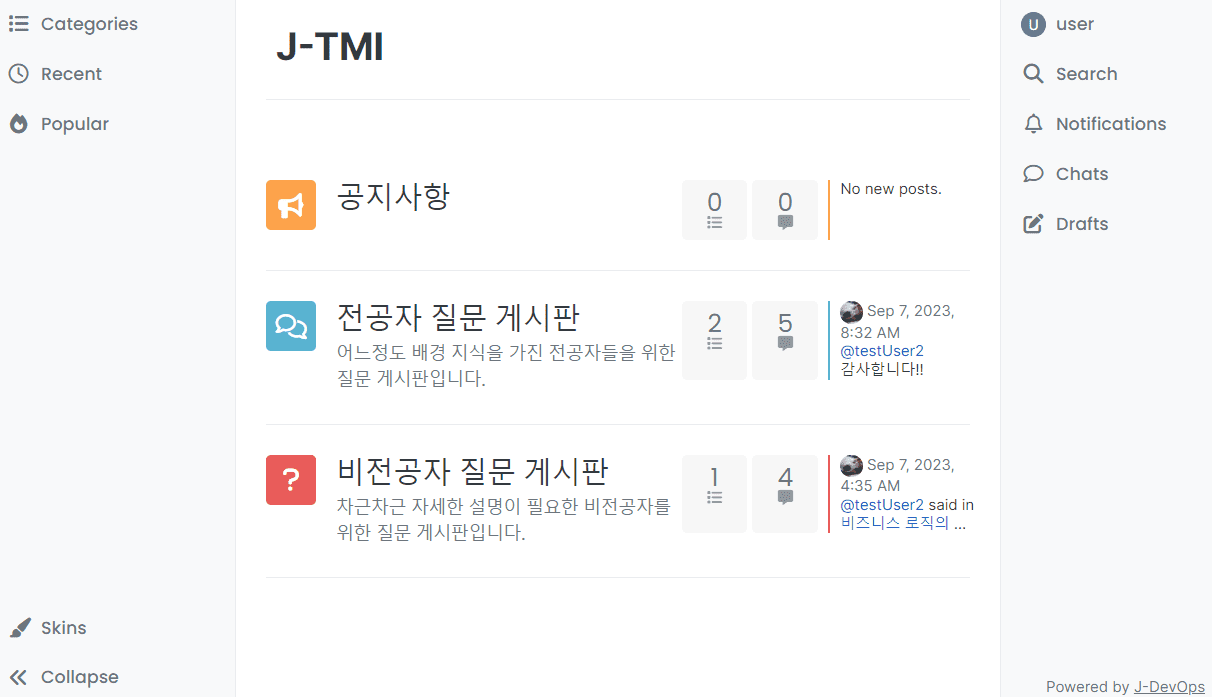 Categories
Recent
Popular
Skins
Collapse
J-TMI
공지사항
0
0
No new posts.
전공자 질문 게시판
어느정도 배경 지식을 가진 전공자들을 위한
질문 게시판입니다.
2
5
Sep 7, 2023,
8:32 AM
@testUser2
감사합니다!!
?
비전공자 질문 게시판
차근차근 자세한 설명이 필요한 비전공자를
위한 질문 게시판입니다.
1
4
Sep 7, 2023,
4:35 AM
@testUser2 said in
비즈니스 로직의 ...
U user
Search
Notifications
Chats
Drafts
Powered by J-DevOps